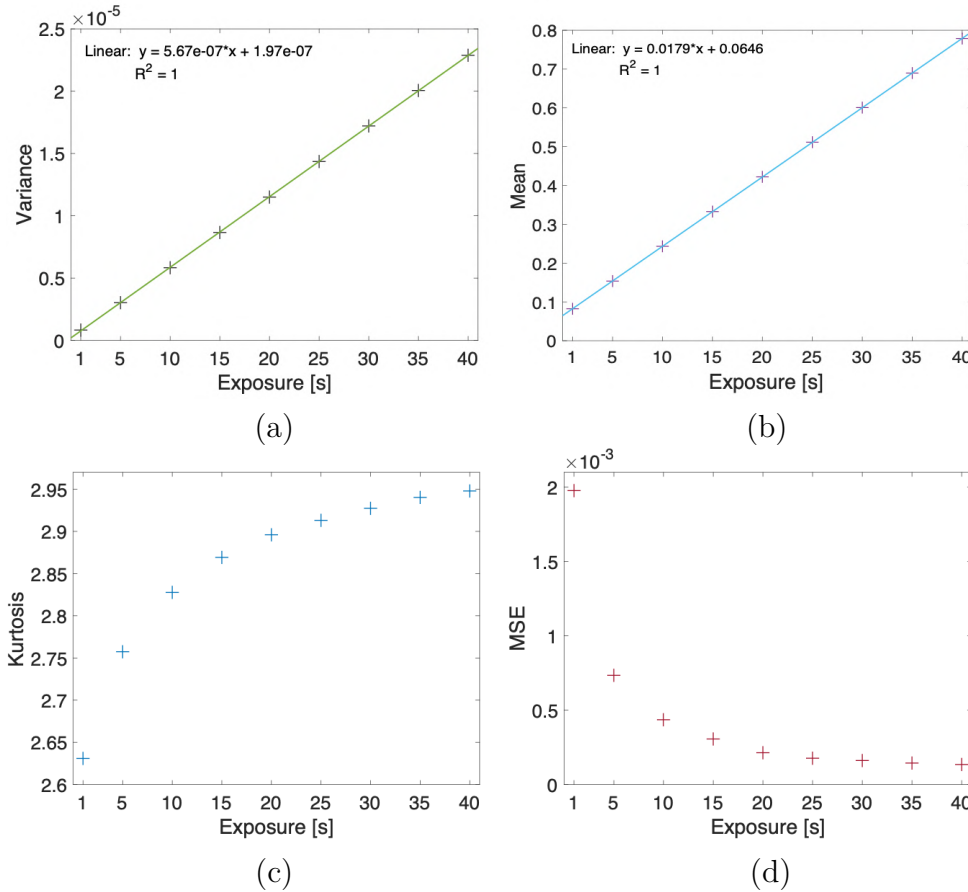 ×10⁻⁵
2.5
2
1.5
1
0.5
0
Variance
Linear: y = 5.67e-07*x + 1.97e-07
R² = 1
1 5 10 15 20 25 30 35 40
Exposure [s]
(a)
0.8
0.7
0.6
0.5
0.4
0.3
0.2
0.1
0
Mean
Linear: y = 0.0179*x + 0.0646
R² = 1
1 5 10 15 20 25 30 35 40
Exposure [s]
(b)
2.95
2.9
2.85
2.8
2.75
2.7
2.65
2.6
Kurtosis
1 5 10 15 20 25 30 35 40
Exposure [s]
(c)
×10⁻³
2
1.5
1
0.5
0
MSE
1 5 10 15 20 25 30 35 40
Exposure [s]
(d)